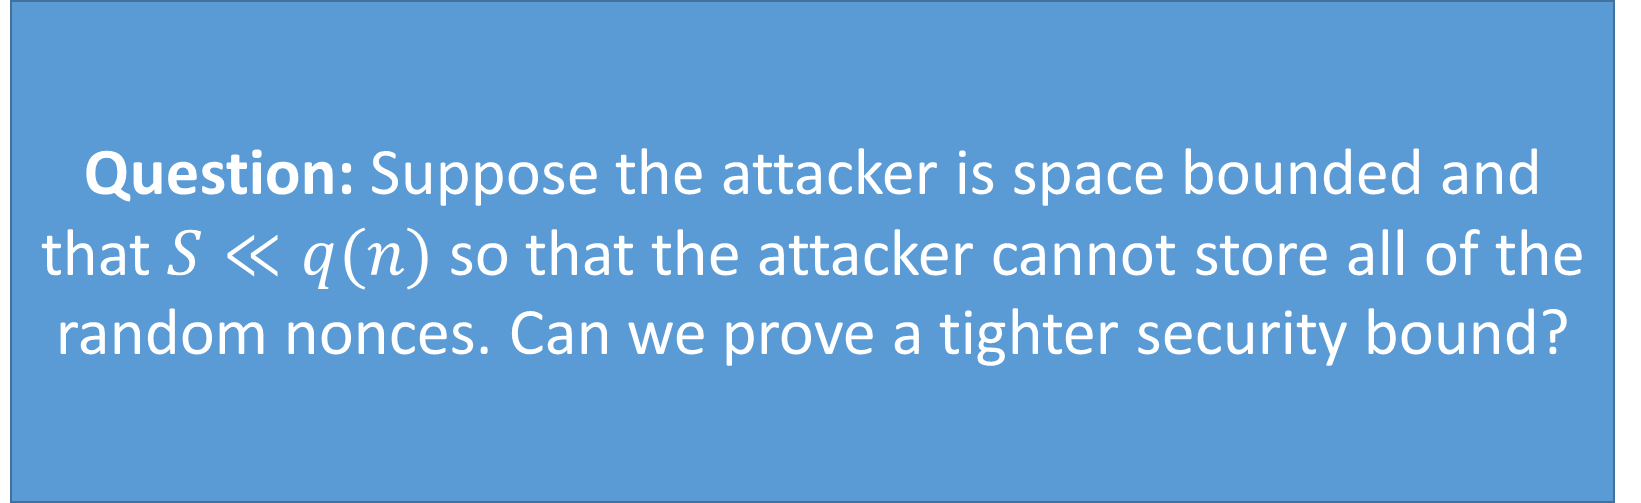 Question: Suppose the attacker is space bounded and
that 𝑆 ≪ 𝑞(𝑛) so that the attacker cannot store all of the
random nonces. Can we prove a tighter security bound?